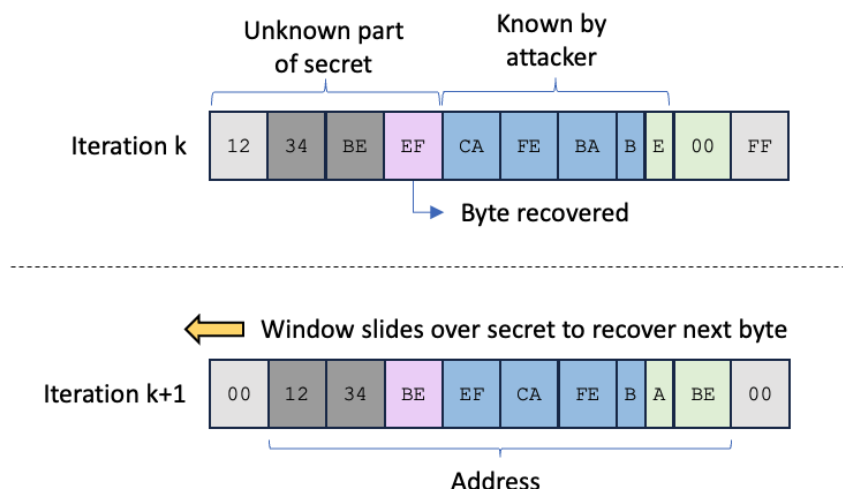 Unknown part
of secret
Known by
attacker
Iteration k
12 34 BE EF CA FE BA B E 00 FF
Byte recovered
Window slides over secret to recover next byte
Iteration k+1
00 12 34 BE EF CA FE B A BE 00
Address